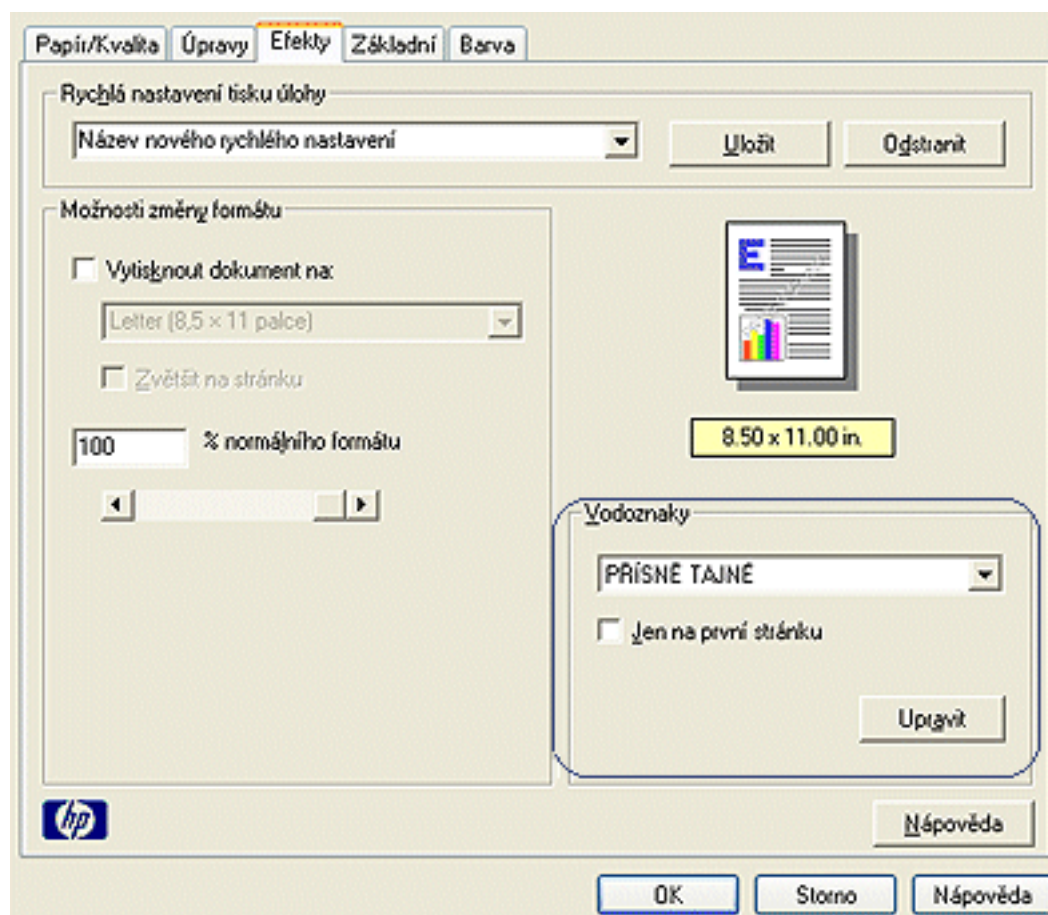 Papír/Kvalita Úpravy Efekty Základní Barva
Rychlá nastavení tisku úlohy
Název nového rychlého nastavení Uložit Odstranit
Možnosti změny formátu
Vytisknout dokument na:
Letter (8,5 × 11 palce)
Zvětšit na stránku
100 % normálního formátu
E
8.50 x 11.00 in.
Vodoznaky
PŘÍSNĚ TAJNÉ
Jen na první stránku
Upravit
hp
Nápověda
OK Storno Nápověda